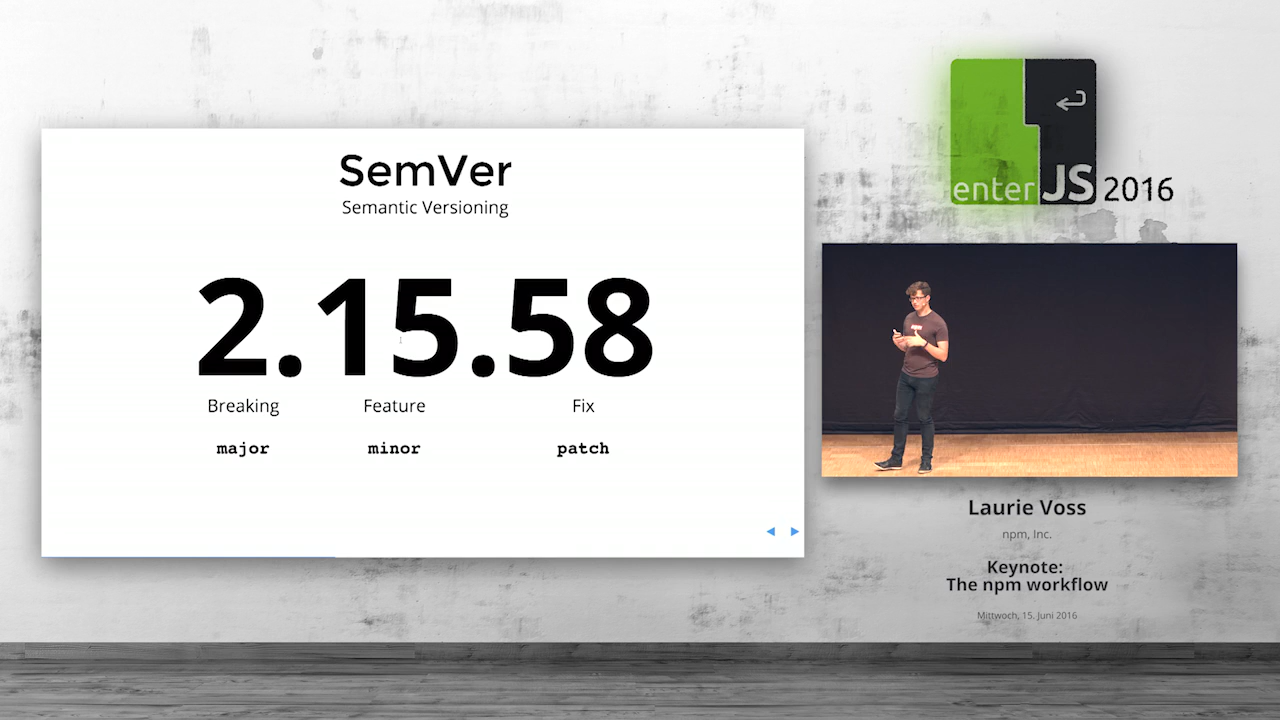 SemVer
Semantic Versioning
2.15.58
Breaking Feature Fix
major minor patch
enter JS 2016
Laurie Voss
npm, Inc.
Keynote:
The npm workflow
Mittwoch, 15. Juni 2016